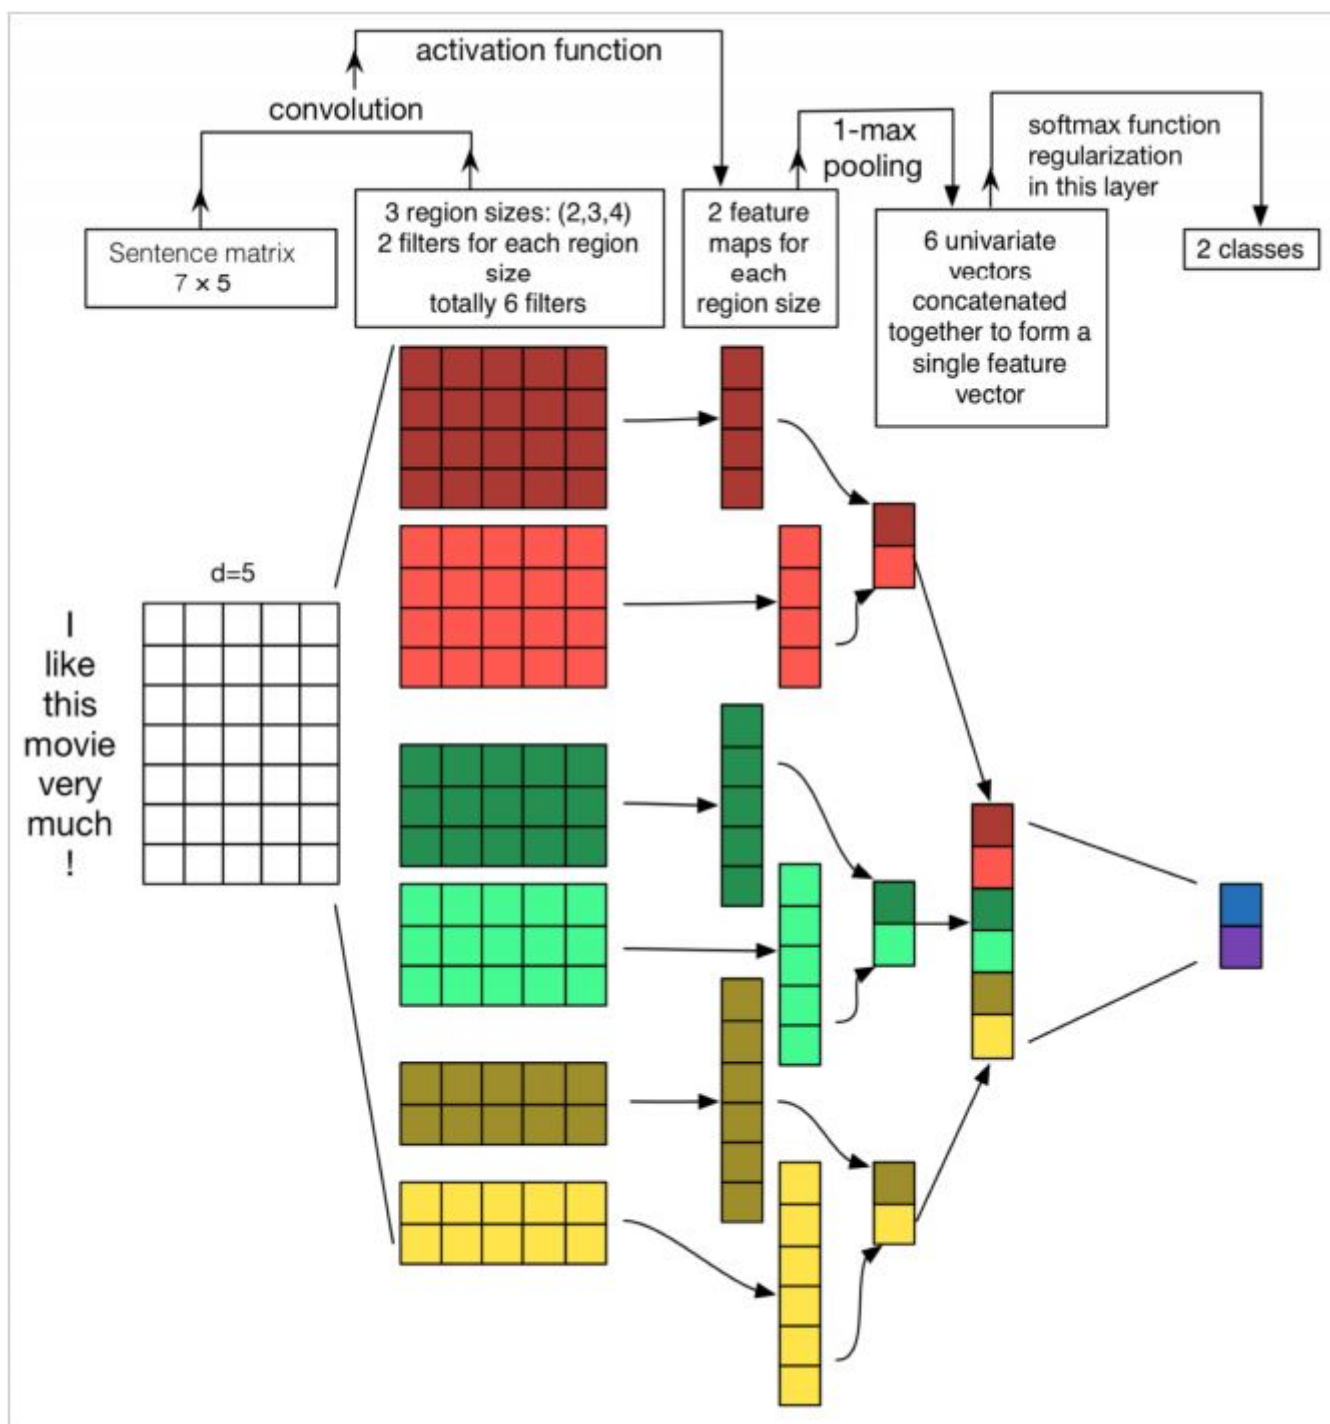 activation function
convolution
1-max
pooling
softmax function
regularization
in this layer
Sentence matrix
7 × 5
3 region sizes: (2,3,4)
2 filters for each region
size
totally 6 filters
2 feature
maps for
each
region size
6 univariate
vectors
concatenated
together to form a
single feature
vector
2 classes
d=5
I
like
this
movie
very
much
!